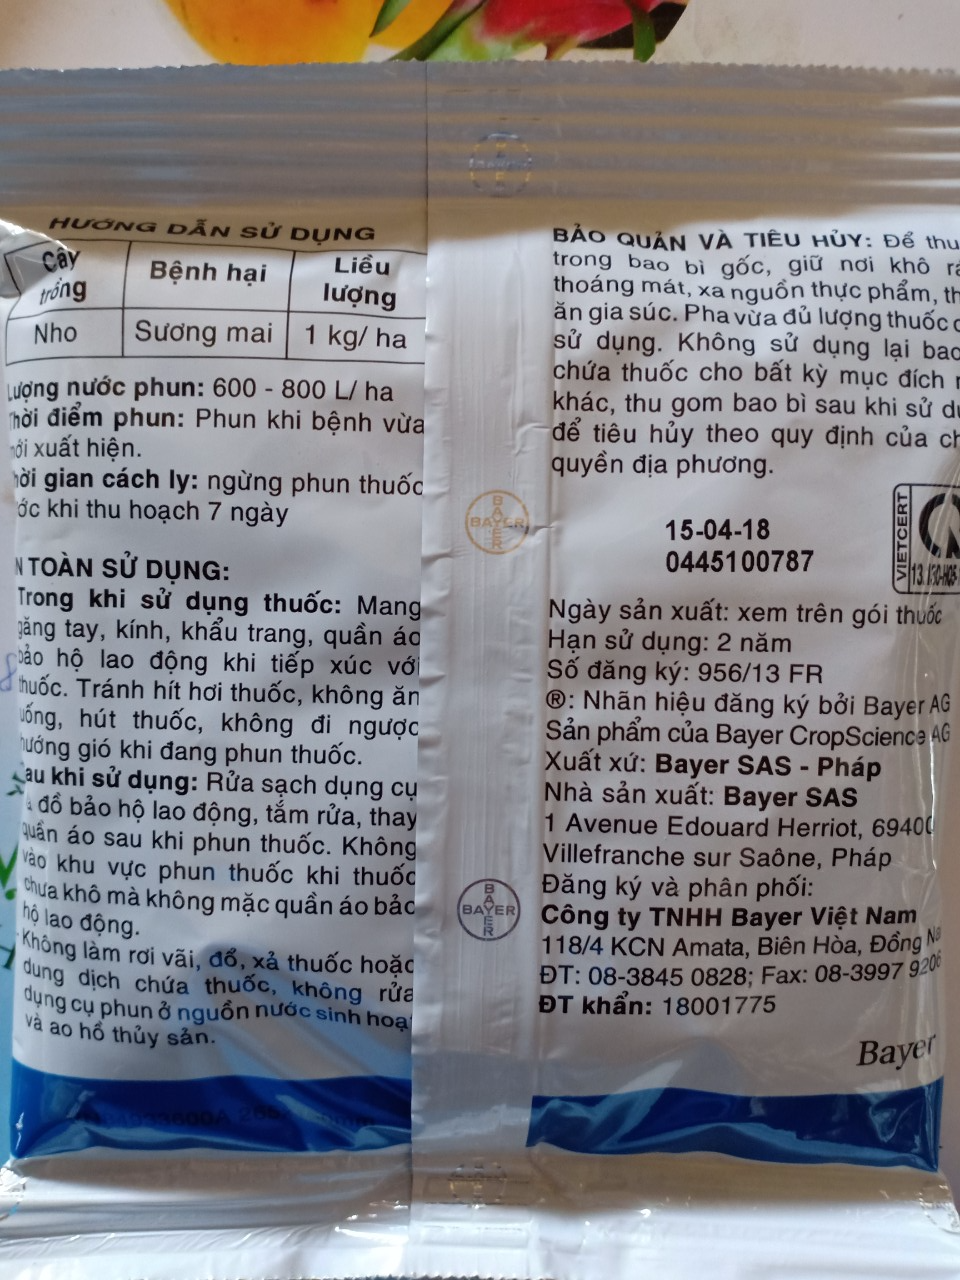 HƯỚNG DẪN SỬ DỤNG
Cây trồng Bệnh hại Liều lượng
Nho Sương mai 1 kg/ ha
Lượng nước phun: 600 - 800 L/ ha
hời điểm phun: Phun khi bệnh vừa
ới xuất hiện.
hời gian cách ly: ngừng phun thuốc
ớc khi thu hoạch 7 ngày
N TOÀN SỬ DỤNG:
Trong khi sử dụng thuốc: Mang
găng tay, kính, khẩu trang, quần áo
bảo hộ lao động khi tiếp xúc với
thuốc. Tránh hít hơi thuốc, không ăn
uống, hút thuốc, không đi ngược
hướng gió khi đang phun thuốc.
au khi sử dụng: Rửa sạch dụng cụ
đồ bảo hộ lao động, tắm rửa, thay
quần áo sau khi phun thuốc. Không
vào khu vực phun thuốc khi thuốc
chưa khô mà không mặc quần áo bảo
hộ lao động.
Không làm rơi vãi, đổ, xả thuốc hoặc
dung dịch chứa thuốc, không rửa
dụng cụ phun ở nguồn nước sinh hoạt
và ao hồ thủy sản.
BAYER
BAYER
BAYER
BẢO QUẢN VÀ TIÊU HỦY: Để thu
trong bao bì gốc, giữ nơi khô rá
thoáng mát, xa nguồn thực phẩm, th
ăn gia súc. Pha vừa đủ lượng thuốc c
sử dụng. Không sử dụng lại bao
chứa thuốc cho bất kỳ mục đích
khác, thu gom bao bì sau khi sử dụ
để tiêu hủy theo quy định của ch
quyền địa phương.
15-04-18
0445100787
VIETCERT
Ngày sản xuất: xem trên gói thuốc
Hạn sử dụng: 2 năm
Số đăng ký: 956/13 FR
®: Nhãn hiệu đăng ký bởi Bayer AG
Sản phẩm của Bayer CropScience AG
Xuất xứ: Bayer SAS - Pháp
Nhà sản xuất: Bayer SAS
1 Avenue Edouard Herriot, 69400
Villefranche sur Saône, Pháp
Đăng ký và phân phối:
Công ty TNHH Bayer Việt Nam
118/4 KCN Amata, Biên Hòa, Đồng Na
ĐT: 08-3845 0828; Fax: 08-3997 9206
ĐT khẩn: 18001775
Bayer